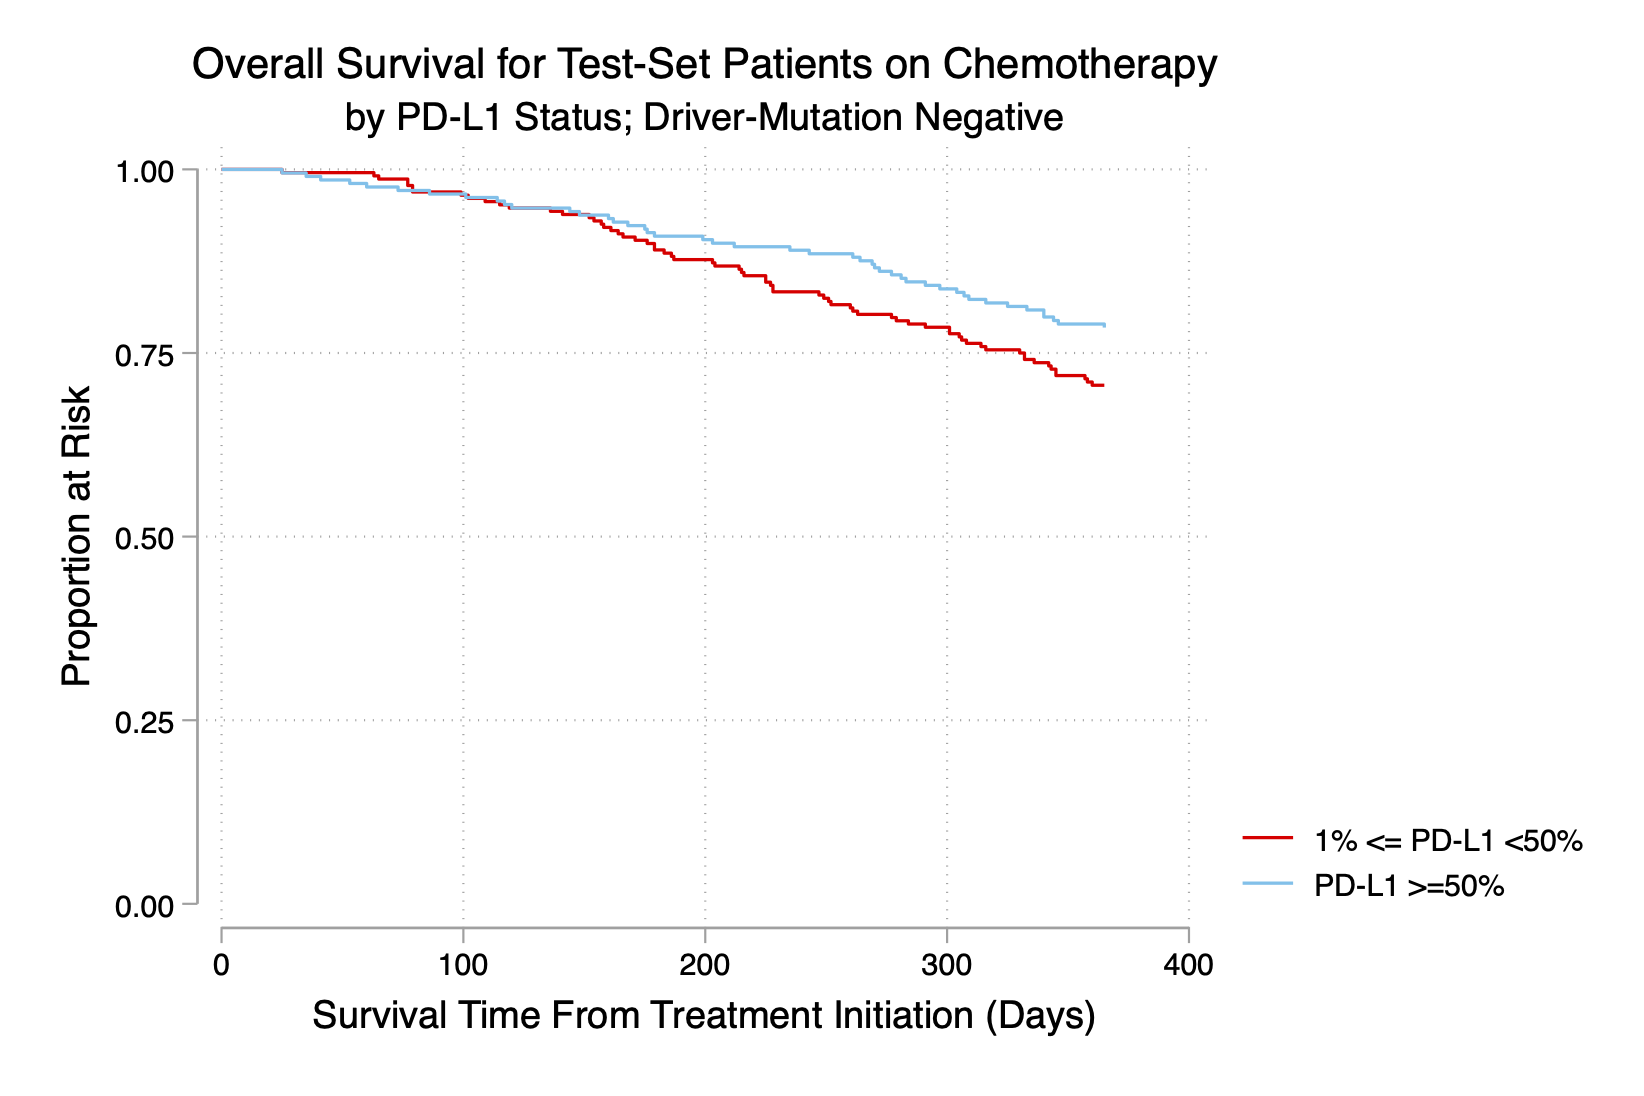 Overall Survival for Test-Set Patients on Chemotherapy
by PD-L1 Status; Driver-Mutation Negative
Proportion at Risk
1.00
0.75
0.50
0.25
0.00
0 100 200 300 400
Survival Time From Treatment Initiation (Days)
1% <= PD-L1 <50%
PD-L1 >=50%